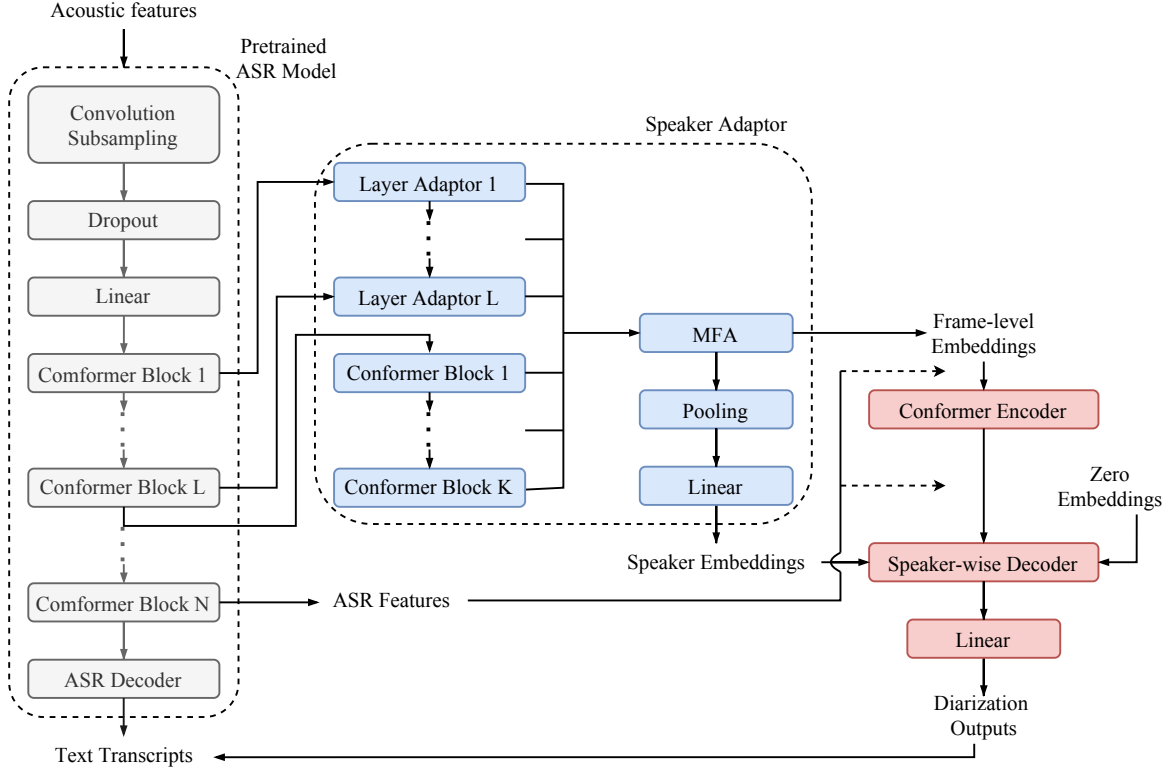 Acoustic features
Pretrained
ASR Model
Convolution
Subsampling
Dropout
Linear
Comformer Block 1
Conformer Block L
Comformer Block N
ASR Decoder
Text Transcripts
Speaker Adaptor
Layer Adaptor 1
Layer Adaptor L
Conformer Block 1
Conformer Block K
MFA
Pooling
Linear
Speaker Embeddings
ASR Features
Frame-level
Embeddings
Conformer Encoder
Zero
Embeddings
Speaker-wise Decoder
Linear
Diarization
Outputs